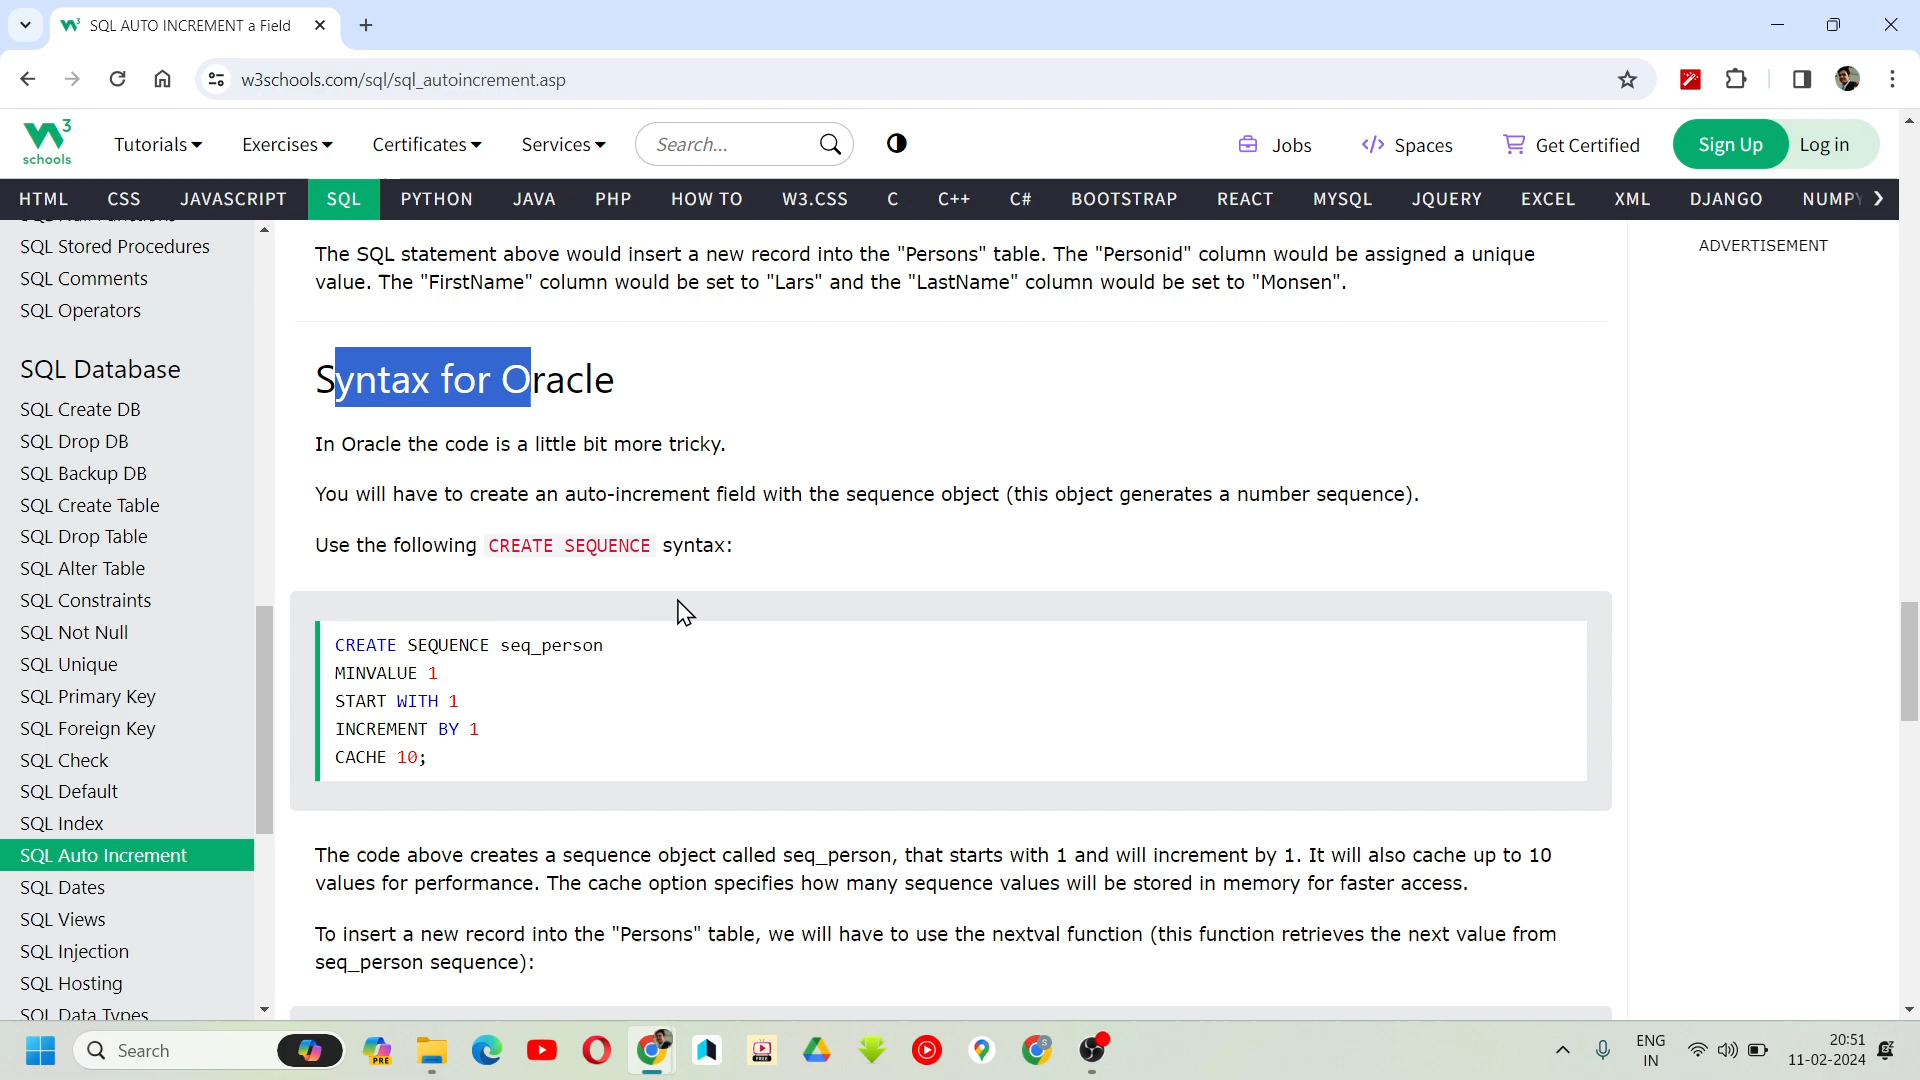 SQL AUTO INCREMENT a Field
w3schools.com/sql/sql_autoincrement.asp
W3 schools
Tutorials
Exercises
Certificates
Services
Search...
Jobs
Spaces
Get Certified
Sign Up
Log in
HTML CSS JAVASCRIPT SQL PYTHON JAVA PHP HOW TO W3.CSS C C++ C# BOOTSTRAP REACT MYSQL JQUERY EXCEL XML DJANGO NUMPY
SQL Stored Procedures
SQL Comments
SQL Operators
SQL Database
SQL Create DB
SQL Drop DB
SQL Backup DB
SQL Create Table
SQL Drop Table
SQL Alter Table
SQL Constraints
SQL Not Null
SQL Unique
SQL Primary Key
SQL Foreign Key
SQL Check
SQL Default
SQL Index
SQL Auto Increment
SQL Dates
SQL Views
SQL Injection
SQL Hosting
SQL Data Types
The SQL statement above would insert a new record into the "Persons" table. The "Personid" column would be assigned a unique
value. The "FirstName" column would be set to "Lars" and the "LastName" column would be set to "Monsen".
Syntax for Oracle
In Oracle the code is a little bit more tricky.
You will have to create an auto-increment field with the sequence object (this object generates a number sequence).
Use the following CREATE SEQUENCE syntax:
CREATE SEQUENCE seq_person
MINVALUE 1
START WITH 1
INCREMENT BY 1
CACHE 10;
The code above creates a sequence object called seq_person, that starts with 1 and will increment by 1. It will also cache up to 10
values for performance. The cache option specifies how many sequence values will be stored in memory for faster access.
To insert a new record into the "Persons" table, we will have to use the nextval function (this function retrieves the next value from
seq_person sequence):
ADVERTISEMENT
Search
PRE
FREE
S
ENG
IN
20:51
11-02-2024